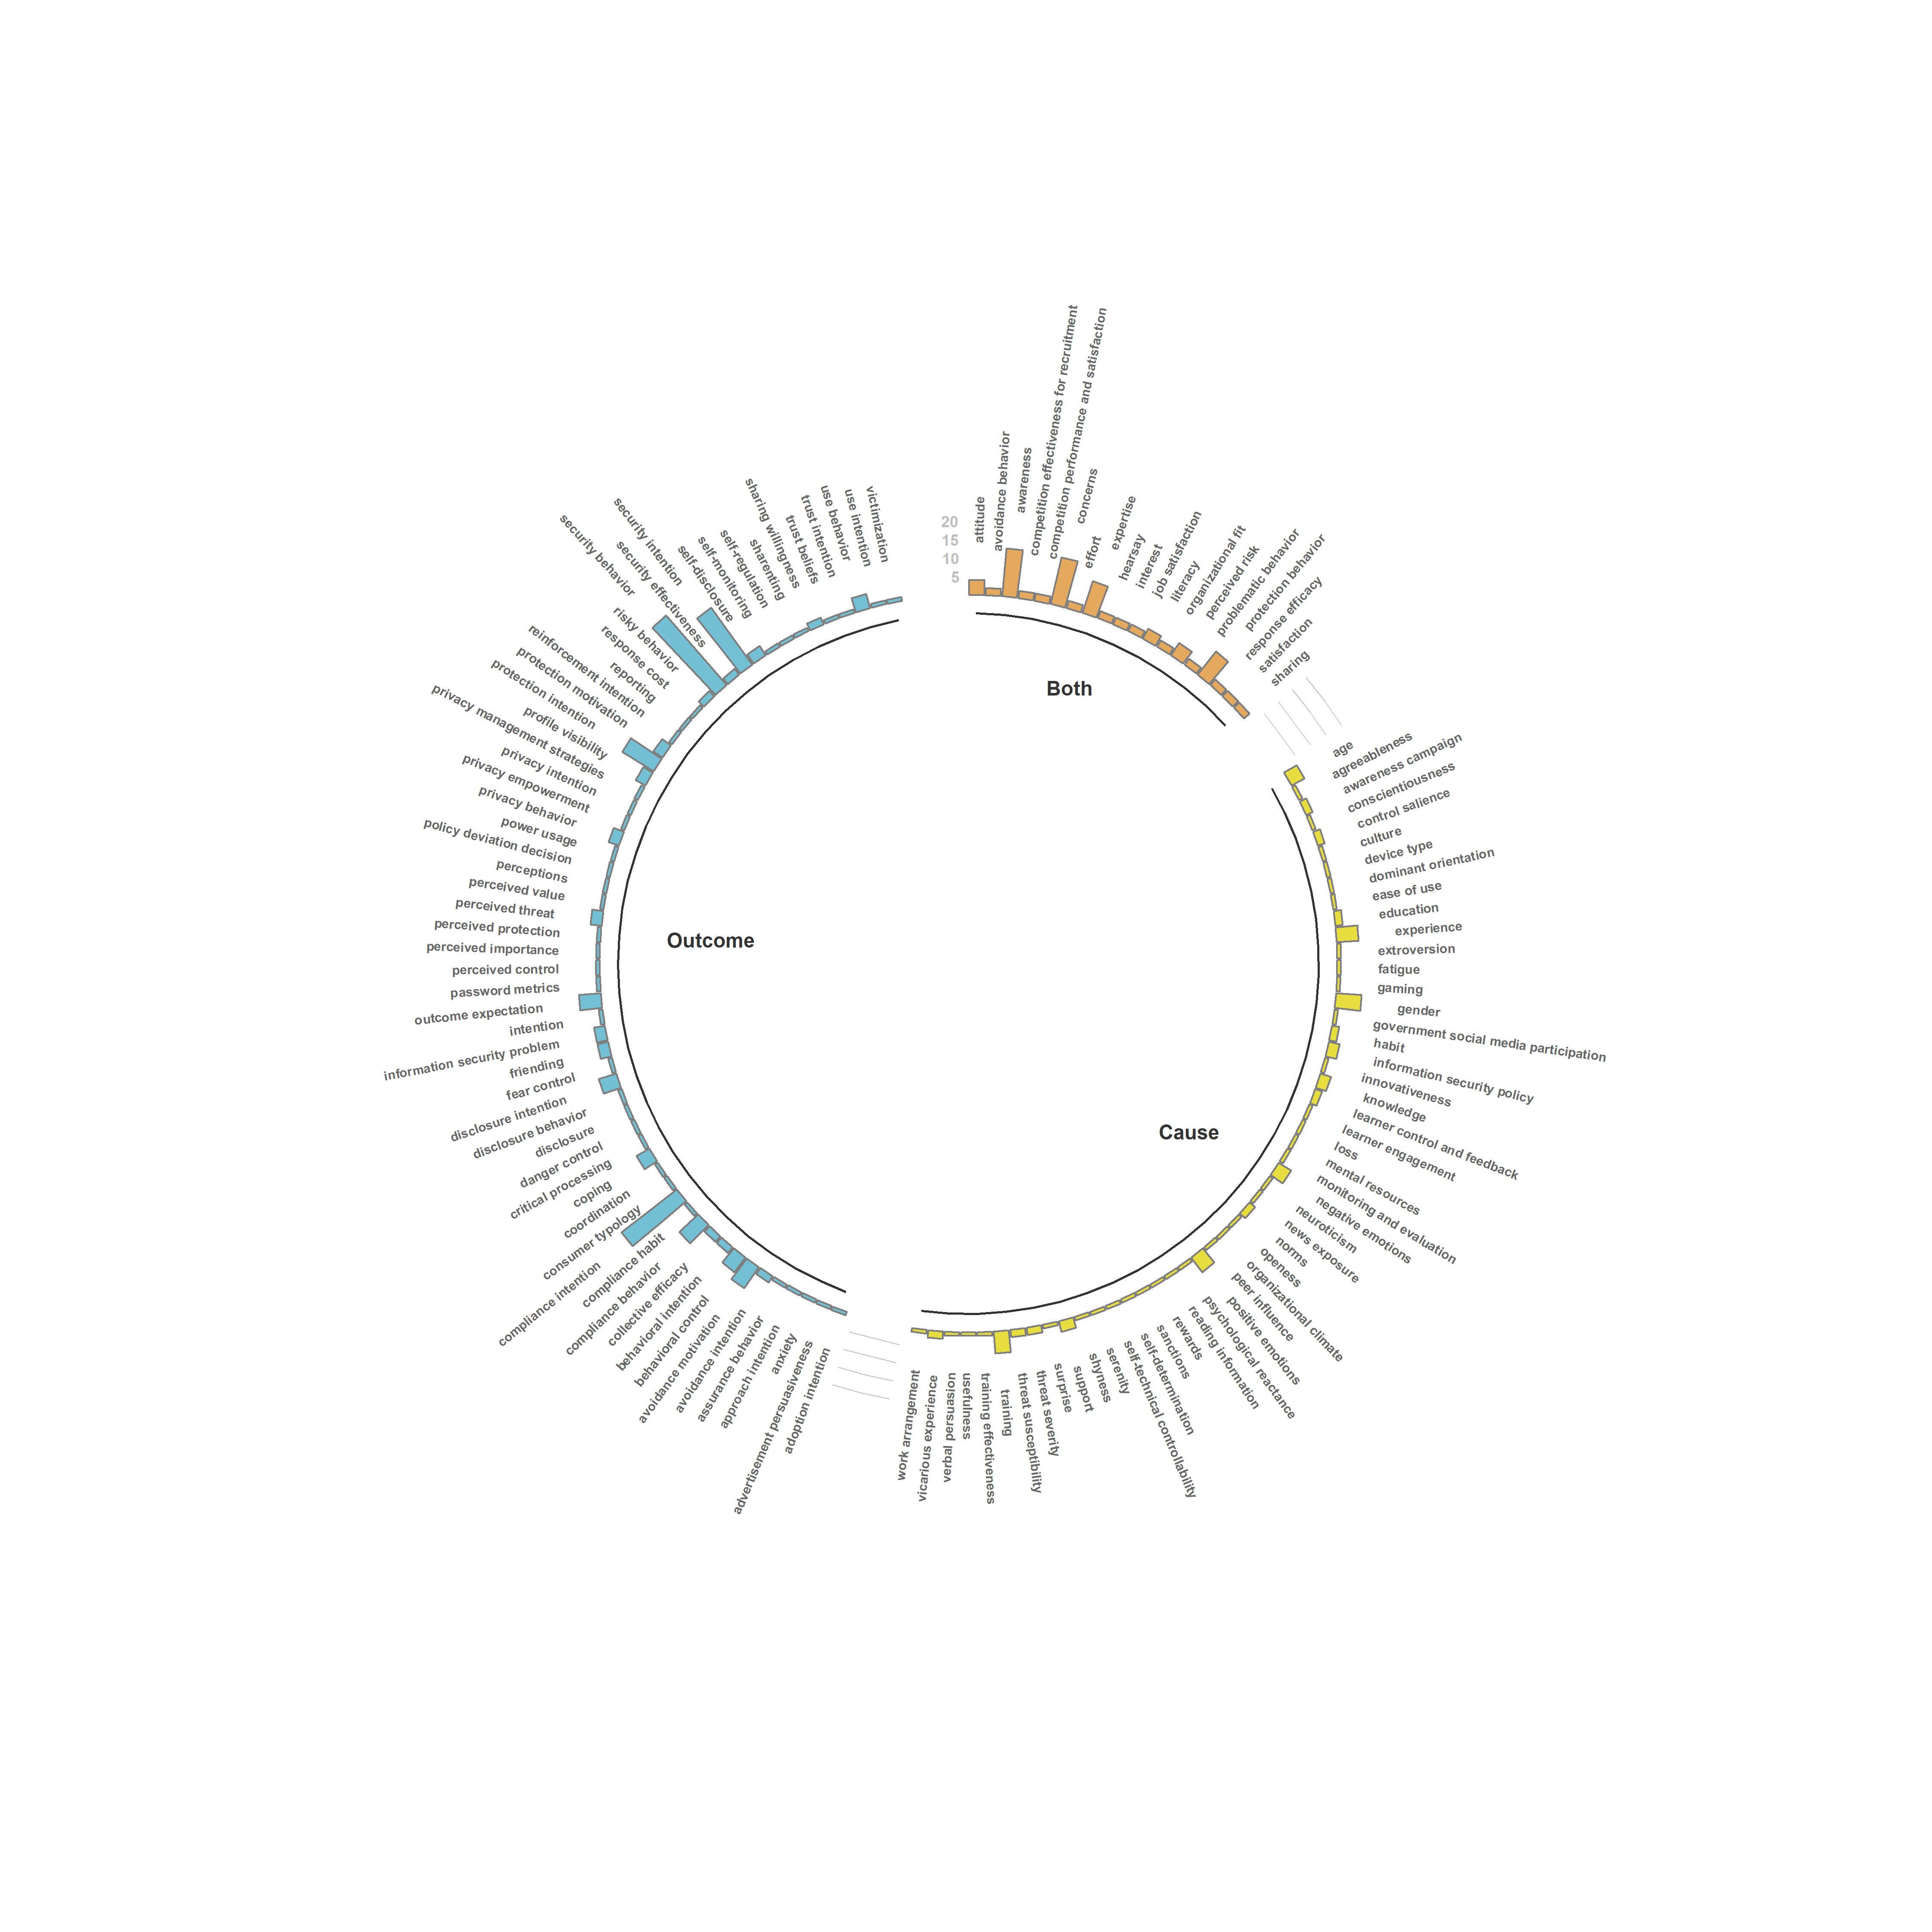 20
15
10
5
attitude
avoidance behavior
awareness
competition effectiveness for recruitment
competition performance and satisfaction
concerns
effort
expertise
hearsay
interest
job satisfaction
literacy
organizational fit
perceived risk
problematic behavior
protection behavior
response efficacy
satisfaction
sharing
age
agreeableness
awareness campaign
conscientiousness
control salience
culture
device type
dominant orientation
ease of use
education
experience
extroversion
fatigue
gaming
gender
government social media participation
habit
information security policy
innovativeness
knowledge
learner control and feedback
learner engagement
loss
mental resources
monitoring and evaluation
negative emotions
neuroticism
news exposure
norms
openess
organizational climate
peer influence
positive emotions
psychological reactance
reading information
rewards
sanctions
self-determination
self-technical controllability
serenity
shyness
support
surprise
threat severity
threat susceptibility
training
training effectiveness
usefulness
verbal persuasion
vicarious experience
work arrangement
adoption intention
advertisement persuasiveness
anxiety
approach intention
assurance behavior
avoidance intention
avoidance motivation
behavioral control
behavioral intention
collective efficacy
compliance behavior
compliance habit
compliance intention
consumer typology
coordination
coping
critical processing
danger control
disclosure
disclosure behavior
disclosure intention
fear control
friending
information security problem
intention
outcome expectation
password metrics
perceived control
perceived importance
perceived protection
perceived threat
perceived value
perceptions
policy deviation decision
power usage
privacy behavior
privacy empowerment
privacy intention
privacy management strategies
profile visibility
protection intention
protection motivation
reinforcement intention
reporting
response cost
risky behavior
security behavior
security effectiveness
security intention
self-disclosure
self-monitoring
self-regulation
sharenting
sharing willingness
trust beliefs
trust intention
use behavior
use intention
victimization
Both
Cause
Outcome